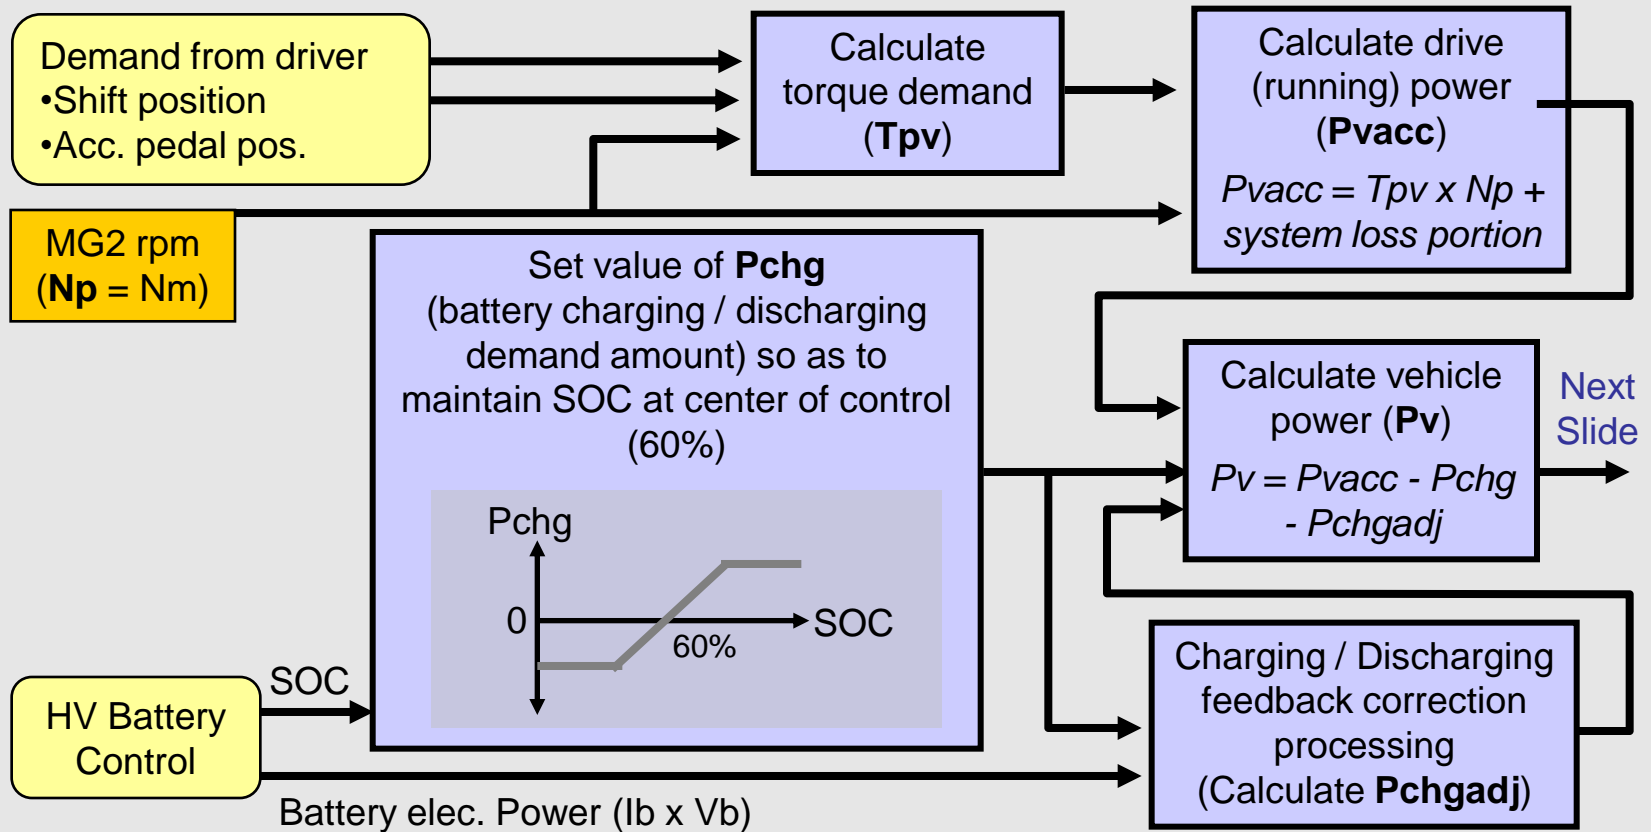 Demand from driver
•Shift position
•Acc. pedal pos.
Calculate
torque demand
(Tpv)
Calculate drive
(running) power
(Pvacc)
Pvacc = Tpv x Np +
system loss portion
MG2 rpm
(Np = Nm)
Set value of Pchg
(battery charging / discharging
demand amount) so as to
maintain SOC at center of control
(60%)
Pchg
0
60%
SOC
Calculate vehicle
power (Pv)
Pv = Pvacc - Pchg
- Pchgadj
Next
Slide
HV Battery
Control
SOC
Battery elec. Power (Ib x Vb)
Charging / Discharging
feedback correction
processing
(Calculate Pchgadj)